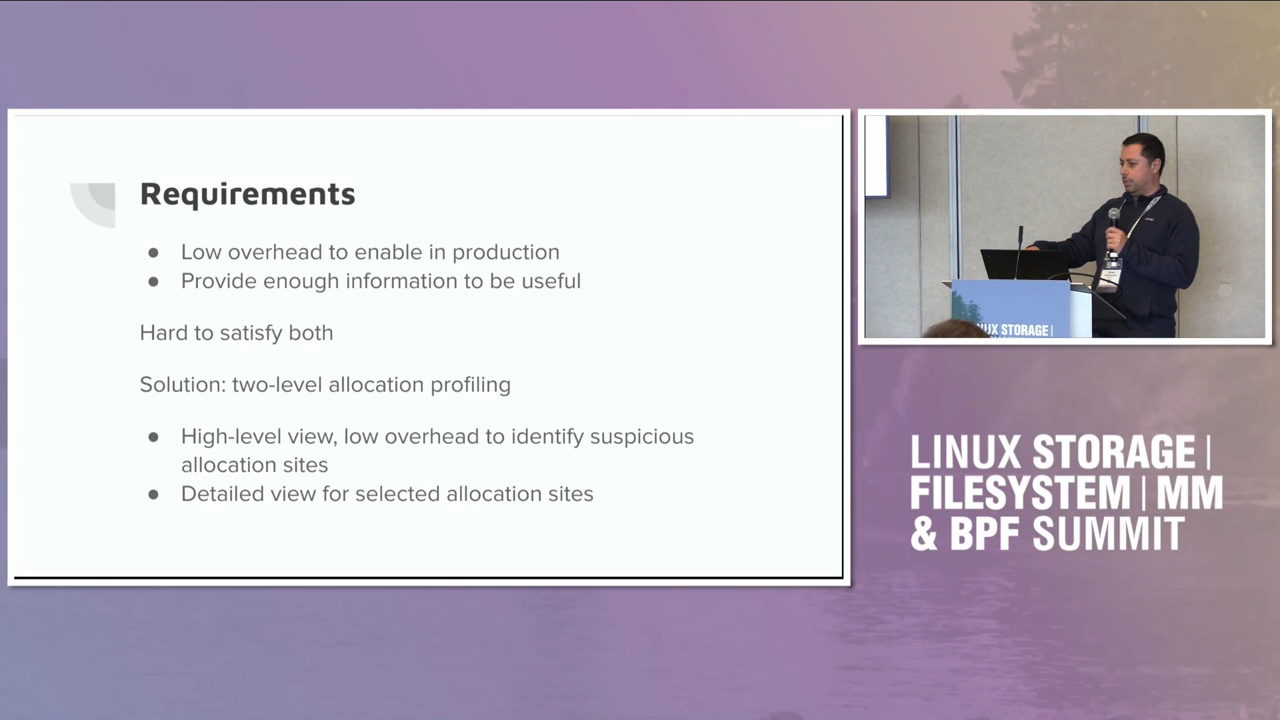 Requirements
● Low overhead to enable in production
● Provide enough information to be useful
Hard to satisfy both
Solution: two-level allocation profiling
● High-level view, low overhead to identify suspicious
allocation sites
● Detailed view for selected allocation sites
UX STORAGE|
LINUX STORAGE |
FILESYSTEM | MM
& BPF SUMMIT